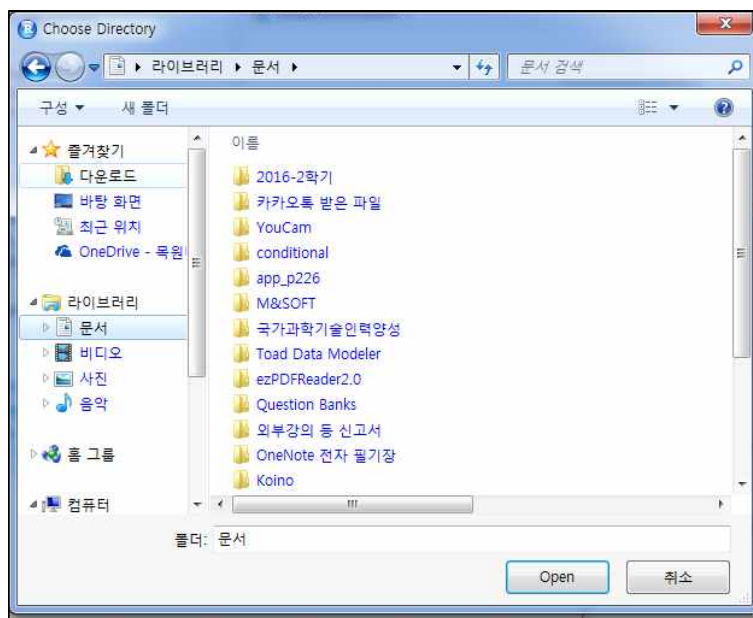 Choose Directory
라이브러리 ▸ 문서 ▸
문서 검색
구성
새 폴더
즐겨찾기
다운로드
바탕 화면
최근 위치
OneDrive - 목원
라이브러리
문서
비디오
사진
음악
홈 그룹
컴퓨터
이름
2016-2학기
카카오톡 받은 파일
YouCam
conditional
app_p226
M&SOFT
국가과학기술인력양성
Toad Data Modeler
ezPDFReader2.0
Question Banks
외부강의 등 신고서
OneNote 전자 필기장
Koino
폴더: 문서
Open
취소